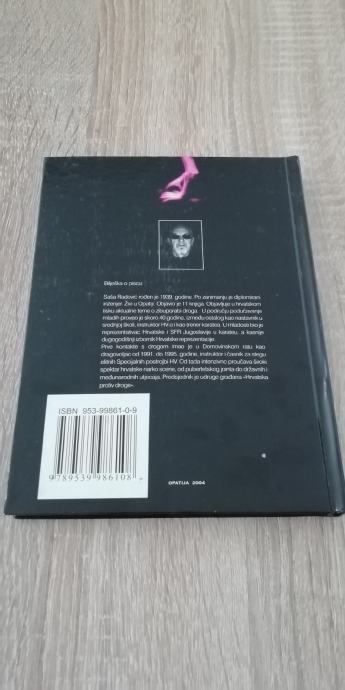 Bilješka o piscu
Saša Radović rođen je 1939. godine. Po zanimanju je diplomirani
inženjer. Živi u Opatiji. Objavio je 11 knjiga. Objavljuje u hrvatskom
tisku aktualne teme o zlouporabi droga. U području podučavanja
mladih proveo je skoro 40 godina, između ostalog kao nastavnik u
srednjoj školi, instruktor HV-a i kao trener karatea. U mladosti bio je
reprezentativac Hrvatske i SFR Jugoslavije u karateu, a kasnije
dugogodišnji izbornik Hrvatske reprezentacije.
Prve kontakte s drogom imao je u Domovinskom ratu kao
dragovoljac od 1991. do 1995. godine, instruktor i časnik za obuku
elitnih Specijalnih postrojbi HV. Od tada intenzivno proučava široki
spektar hrvatske narko scene, od pubertetskog jointa do državnih i
međunarodnih utjecaja. Predsjednik je udruge građana «Hrvatska
protiv droge».
ISBN 953-99861-0-9
9 789539 986108
OPATIJA 2004